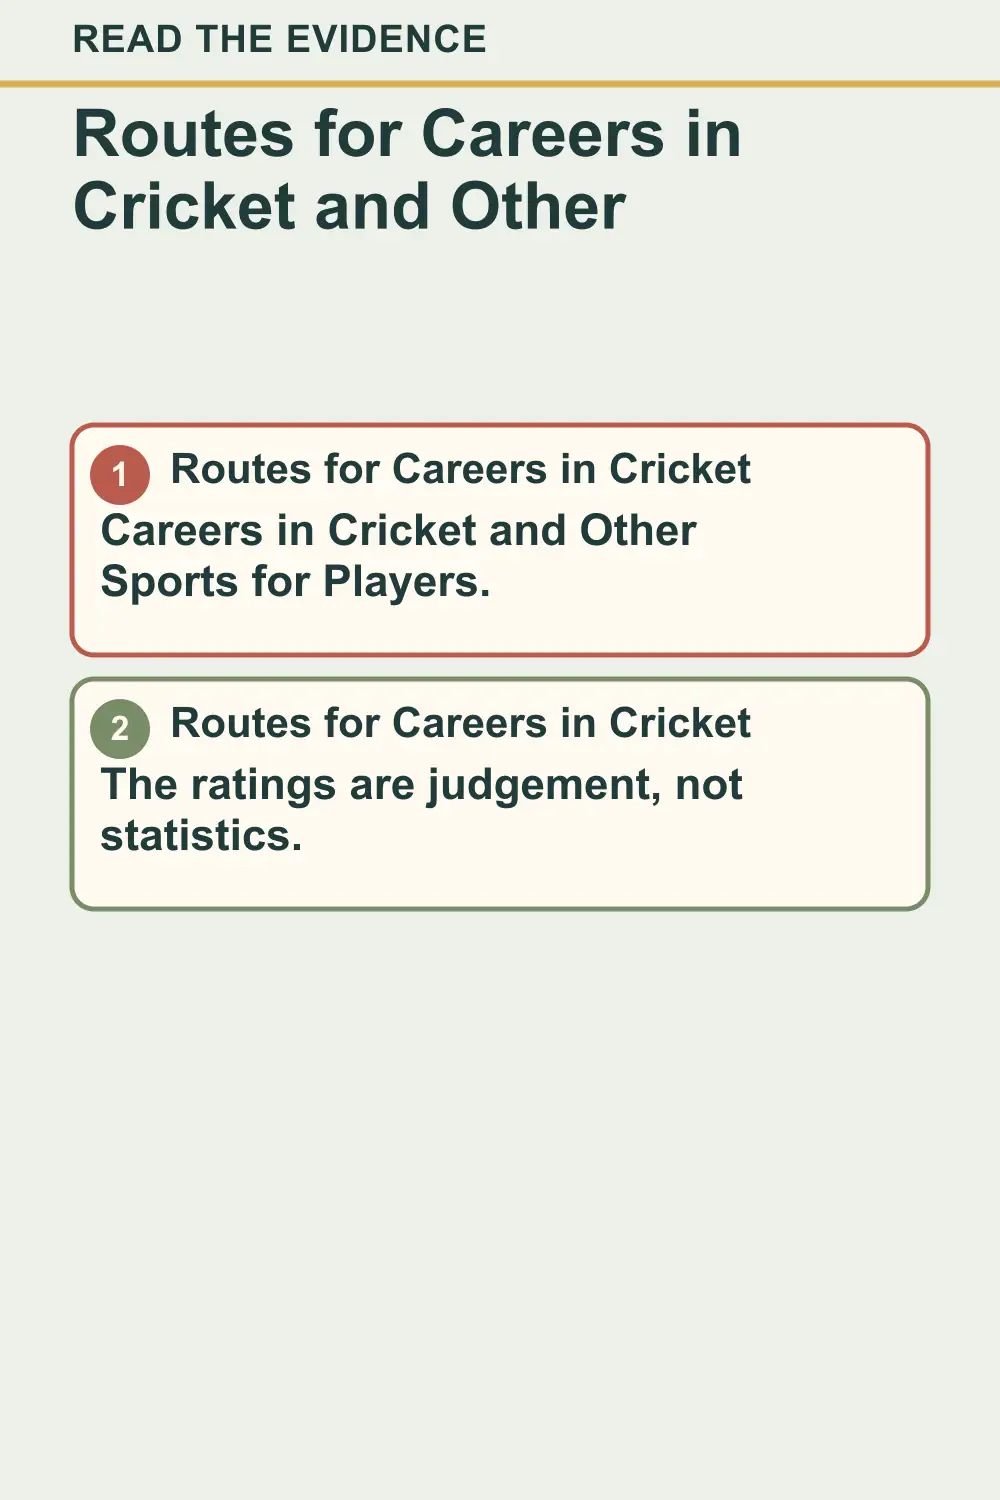 READ THE EVIDENCE
Routes for Careers in
Cricket and Other
1 Routes for Careers in Cricket
Careers in Cricket and Other
Sports for Players.
2 Routes for Careers in Cricket
The ratings are judgement, not
statistics.